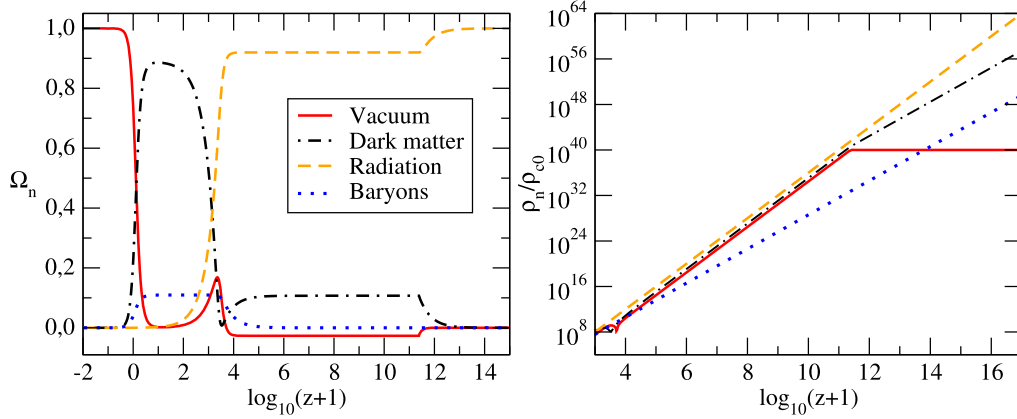 1,0
0,8
0,6
0,4
0,2
0,0
Ω_n
-2 0 2 4 6 8 10 12 14
log_10(z+1)
Vacuum
Dark matter
Radiation
Baryons
10^64
10^56
10^48
10^40
10^32
10^24
10^16
10^8
ρ_n/ρ_c0
4 6 8 10 12 14 16
log_10(z+1)